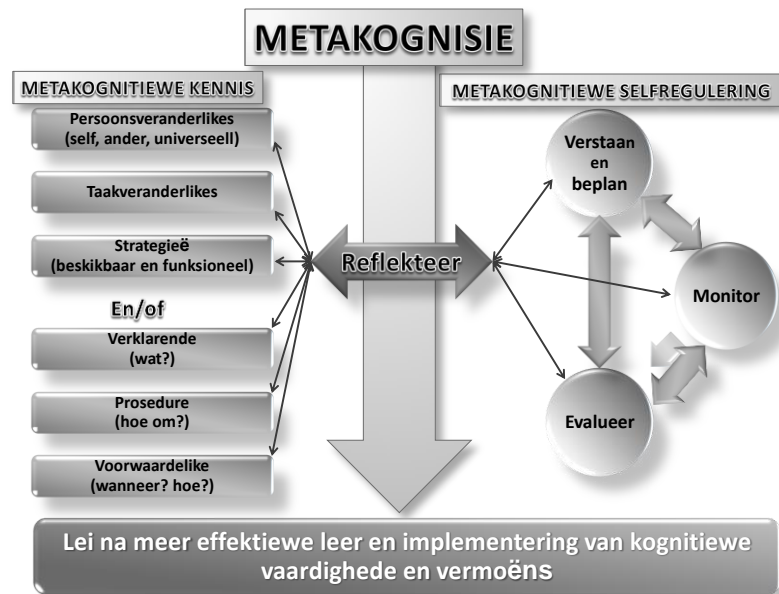 METAKOGNISIE
METAKOGNITIEWE KENNIS
Persoonsveranderlikes
(self, ander, universeell)
Taakveranderlikes
Strategieë
(beskikbaar en funksioneel)
En/of
Verklarende
(wat?)
Prosedure
(hoe om?)
Voorwaardelike
(wanneer? hoe?)
Reflekteer
METAKOGNITIEWE SELFREGULERING
Verstaan
en
beplan
Monitor
Evalueer
Lei na meer effektiewe leer en implementering van kognitiewe
vaardighede en vermoëns